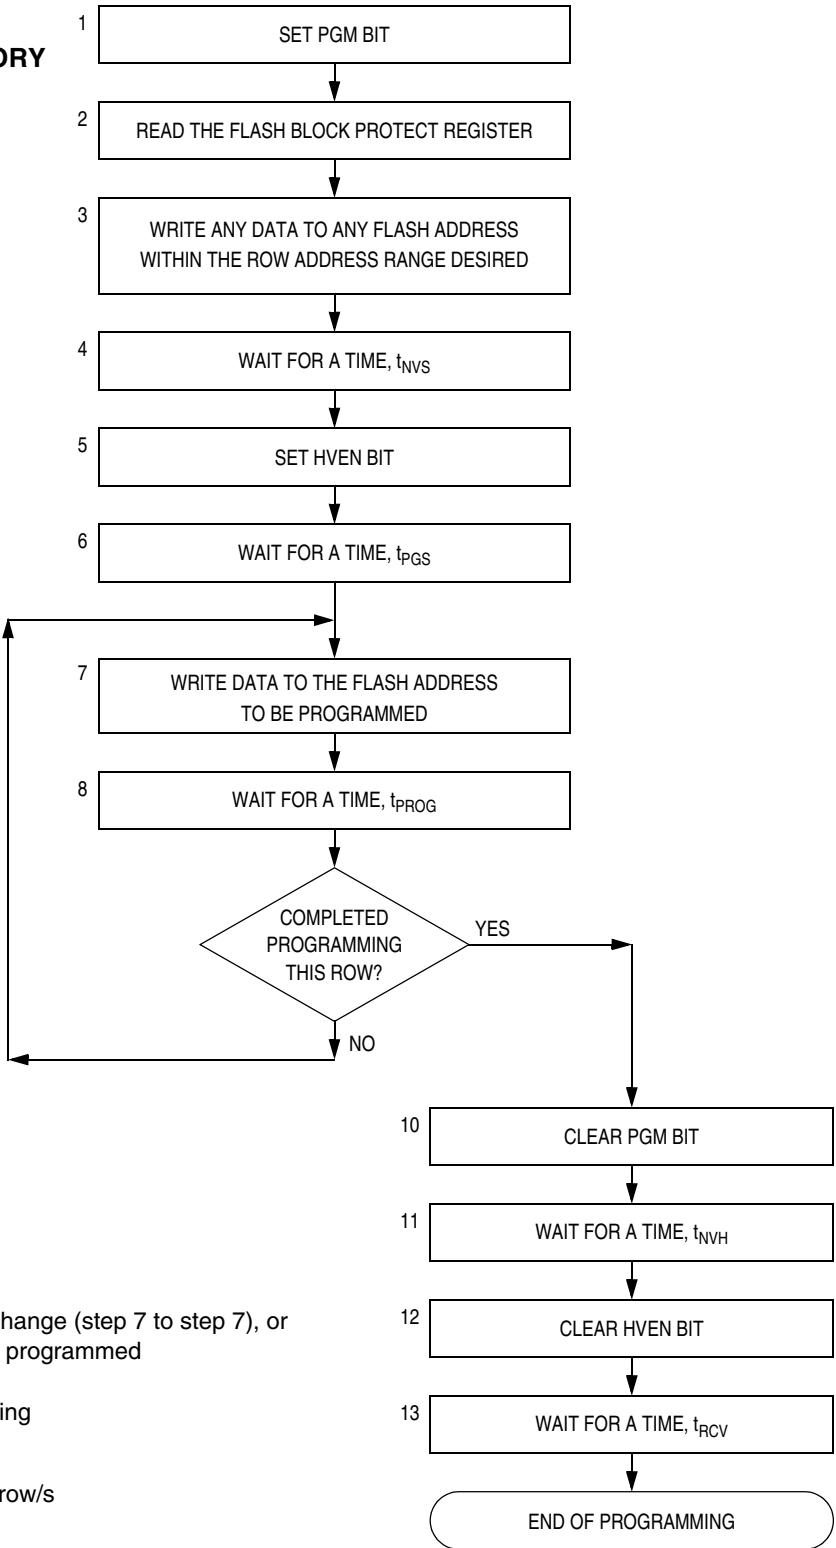 1
SET PGM BIT
ORY
2
READ THE FLASH BLOCK PROTECT REGISTER
3
WRITE ANY DATA TO ANY FLASH ADDRESS
WITHIN THE ROW ADDRESS RANGE DESIRED
4
WAIT FOR A TIME, tNVS
5
SET HVEN BIT
6
WAIT FOR A TIME, tPGS
7
WRITE DATA TO THE FLASH ADDRESS
TO BE PROGRAMMED
8
WAIT FOR A TIME, tPROG
COMPLETED
PROGRAMMING
THIS ROW?
YES
NO
10
CLEAR PGM BIT
11
WAIT FOR A TIME, tNVH
12
CLEAR HVEN BIT
13
WAIT FOR A TIME, tRCV
END OF PROGRAMMING
hange (step 7 to step 7), or
programmed
ing
row/s